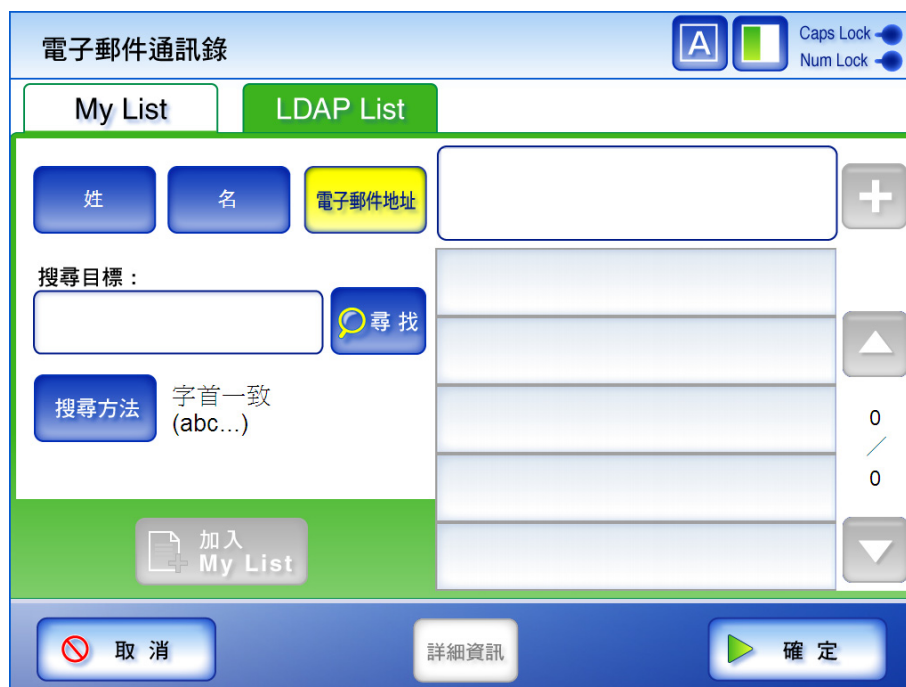 電子郵件通訊錄
A
Caps Lock
Num Lock
My List
LDAP List
姓
名
電子郵件地址
搜尋目標：
尋找
搜尋方法
字首一致
(abc...)
0
/
0
加入
My List
取消
詳細資訊
確定